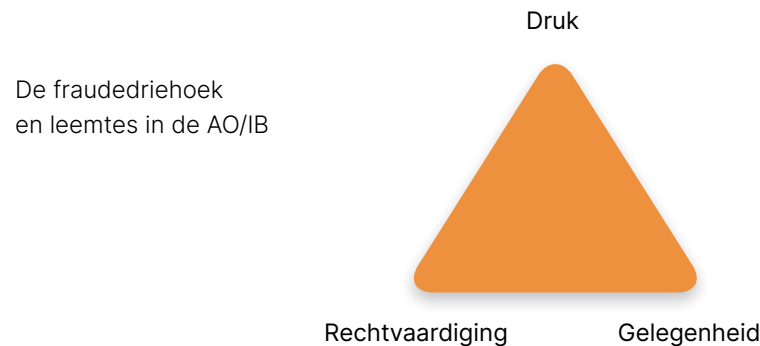 Druk
De fraudedriehoek
en leemtes in de AO/IB
Rechtvaardiging
Gelegenheid